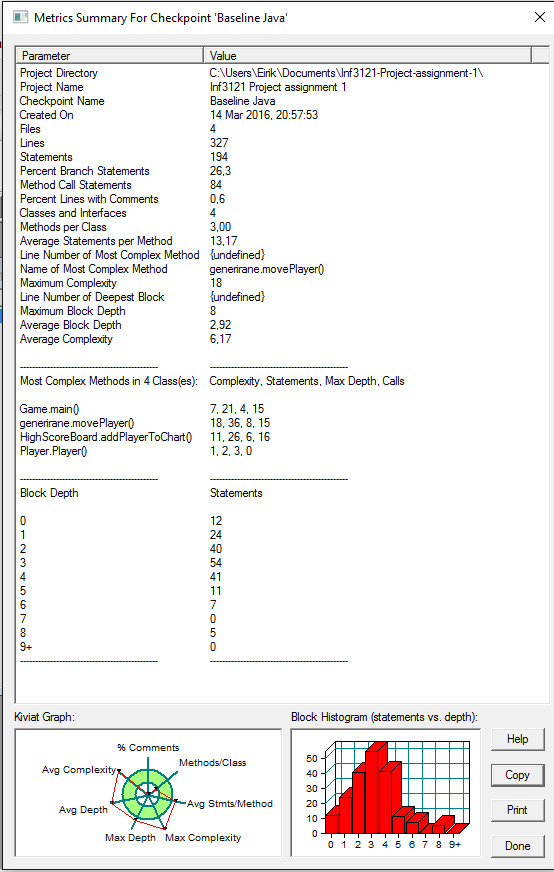 Metrics Summary For Checkpoint 'Baseline Java'
Parameter Value
Project Directory C:\Users\Eirik\Documents\Inf3121-Project-assignment-1\
Project Name Inf3121 Project assignment 1
Checkpoint Name Baseline Java
Created On 14 Mar 2016, 20:57:53
Files 4
Lines 327
Statements 194
Percent Branch Statements 26,3
Method Call Statements 84
Percent Lines with Comments 0,6
Classes and Interfaces 4
Methods per Class 3,00
Average Statements per Method 13,17
Line Number of Most Complex Method {undefined}
Name of Most Complex Method generirane.movePlayer()
Maximum Complexity 18
Line Number of Deepest Block {undefined}
Maximum Block Depth 8
Average Block Depth 2,92
Average Complexity 6,17
Most Complex Methods in 4 Class(es): Complexity, Statements, Max Depth, Calls
Game.main() 7, 21, 4, 15
generirane.movePlayer() 18, 36, 8, 15
HighScoreBoard.addPlayerToChart() 11, 26, 6, 16
Player.Player() 1, 2, 3, 0
Block Depth Statements
0 12
1 24
2 40
3 54
4 41
5 11
6 7
7 0
8 5
9+ 0
Kiviat Graph:
% Comments
Methods/Class
Avg Complexity
Avg Stmts/Method
Avg Depth
Max Depth
Max Complexity
Block Histogram (statements vs. depth):
50
40
30
20
10
0
0 1 2 3 4 5 6 7 8 9+
Help
Copy
Print
Done